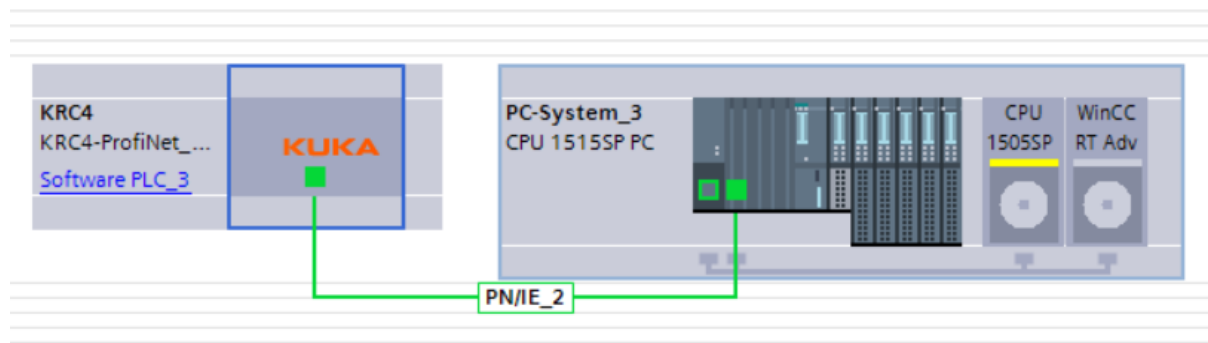 KRC4
KRC4-ProfiNet_...
Software PLC_3
KUKA
PC-System_3
CPU 1515SP PC
CPU
1505SP
WinCC
RT Adv
PN/IE_2